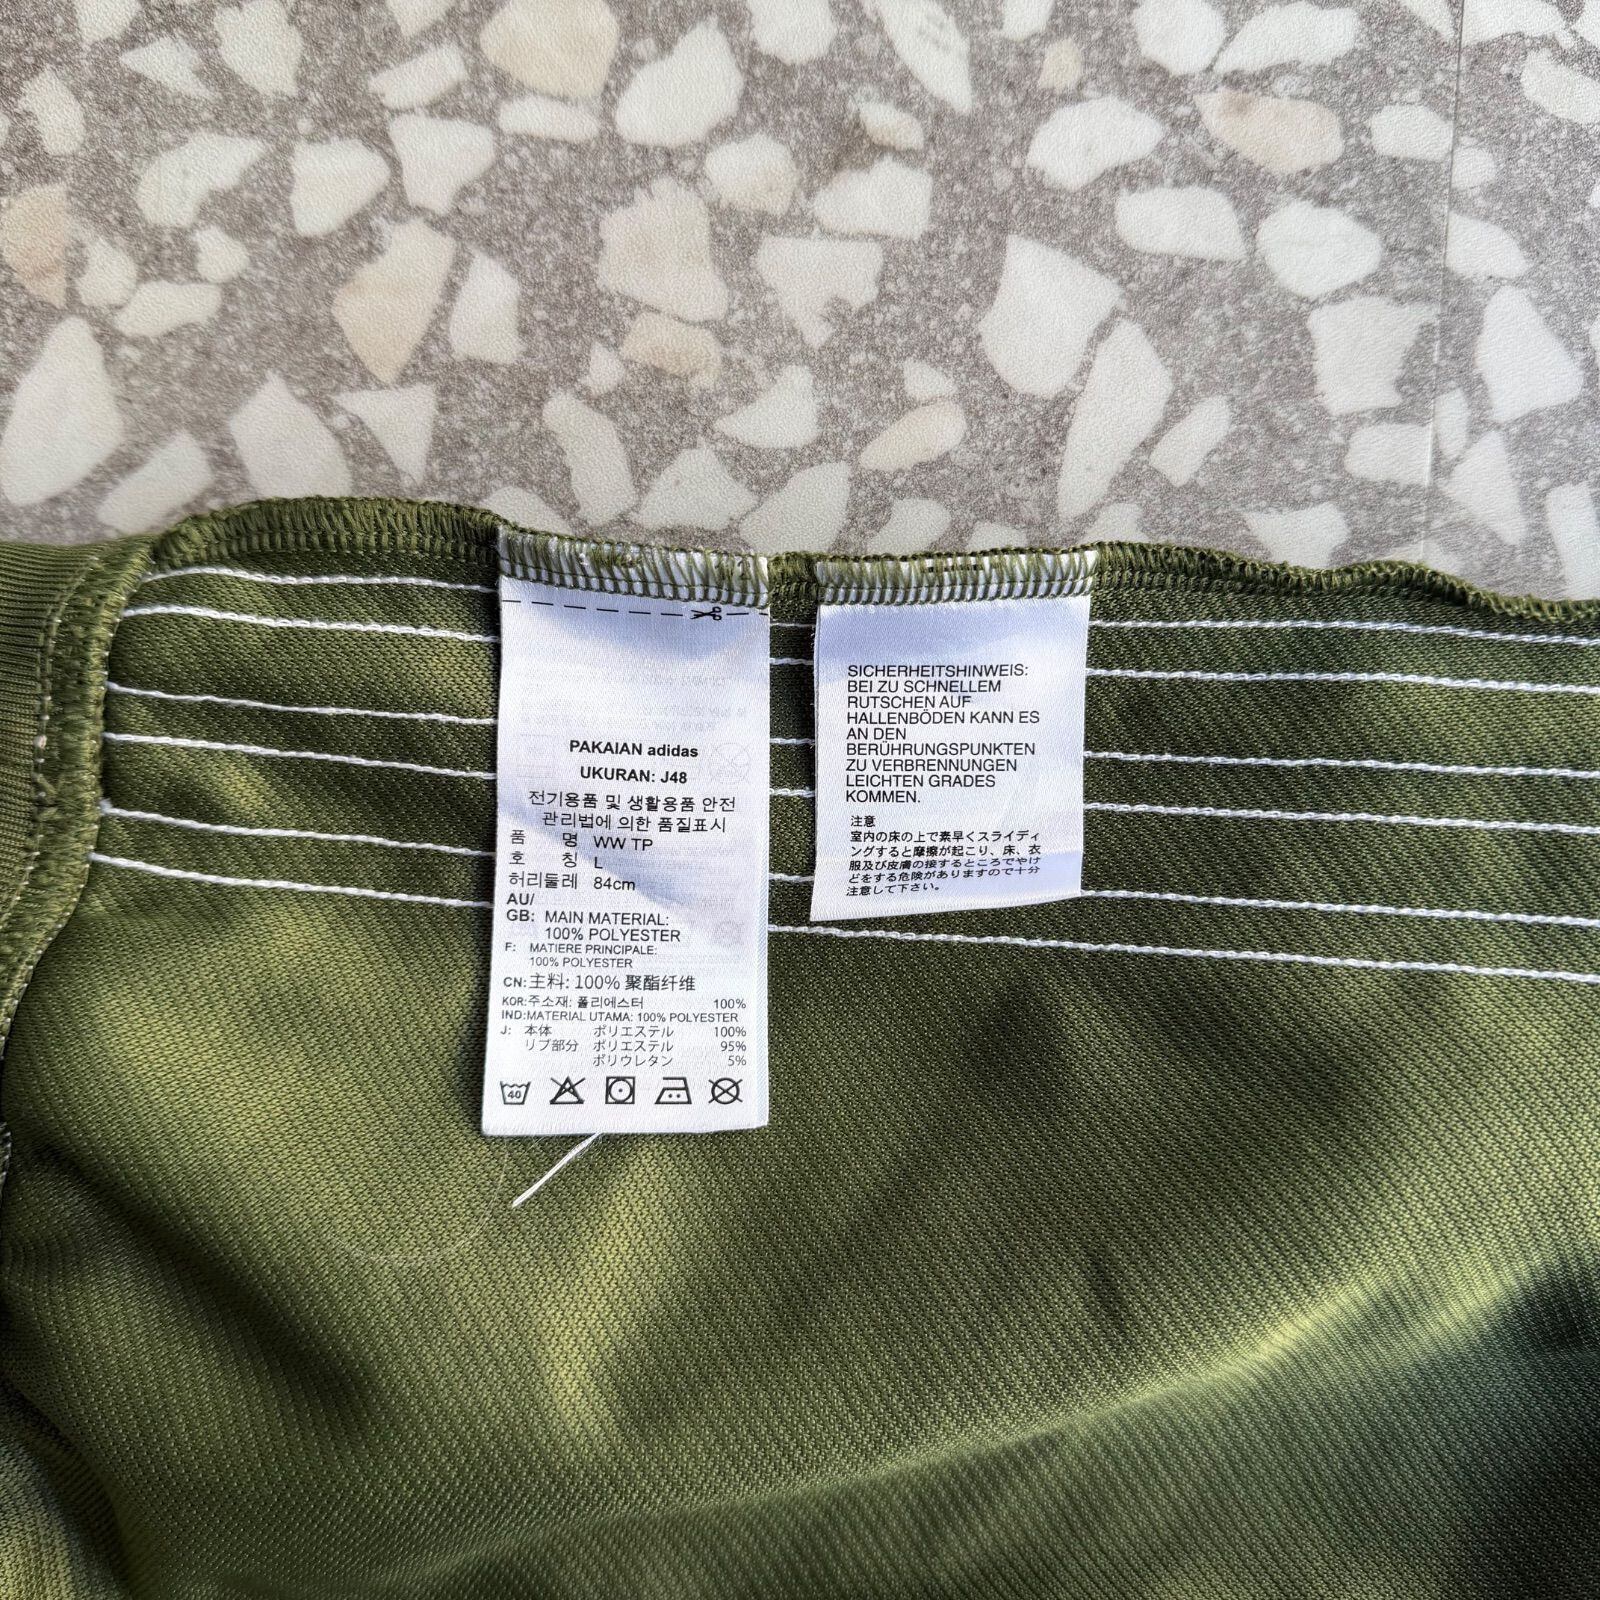 PAKAIAN adidas
UKURAN: J48
전기용품 및 생활용품 안전
관리법에 의한 품질표시
품 명 WW TP
호 칭 L
허리둘레 84cm
AU/
GB: MAIN MATERIAL:
100% POLYESTER
F: MATIERE PRINCIPALE:
100% POLYESTER
CN:主料: 100% 聚酯纤维
KOR:주소재: 폴리에스터 100%
IND:MATERIAL UTAMA: 100% POLYESTER
J: 本体 ポリエステル 100%
リブ部分 ポリエステル 95%
ポリウレタン 5%
40
SICHERHEITSHINWEIS:
BEI ZU SCHNELLEM
RUTSCHEN AUF
HALLENBÖDEN KANN ES
AN DEN
BERÜHRUNGSPUNKTEN
ZU VERBRENNUNGEN
LEICHTEN GRADES
KOMMEN.
注意
室内の床の上で素早くスライディ
ングすると摩擦が起こり、床、衣
服及び皮膚の接するところでやけ
どをする危険がありますので十分
注意して下さい。